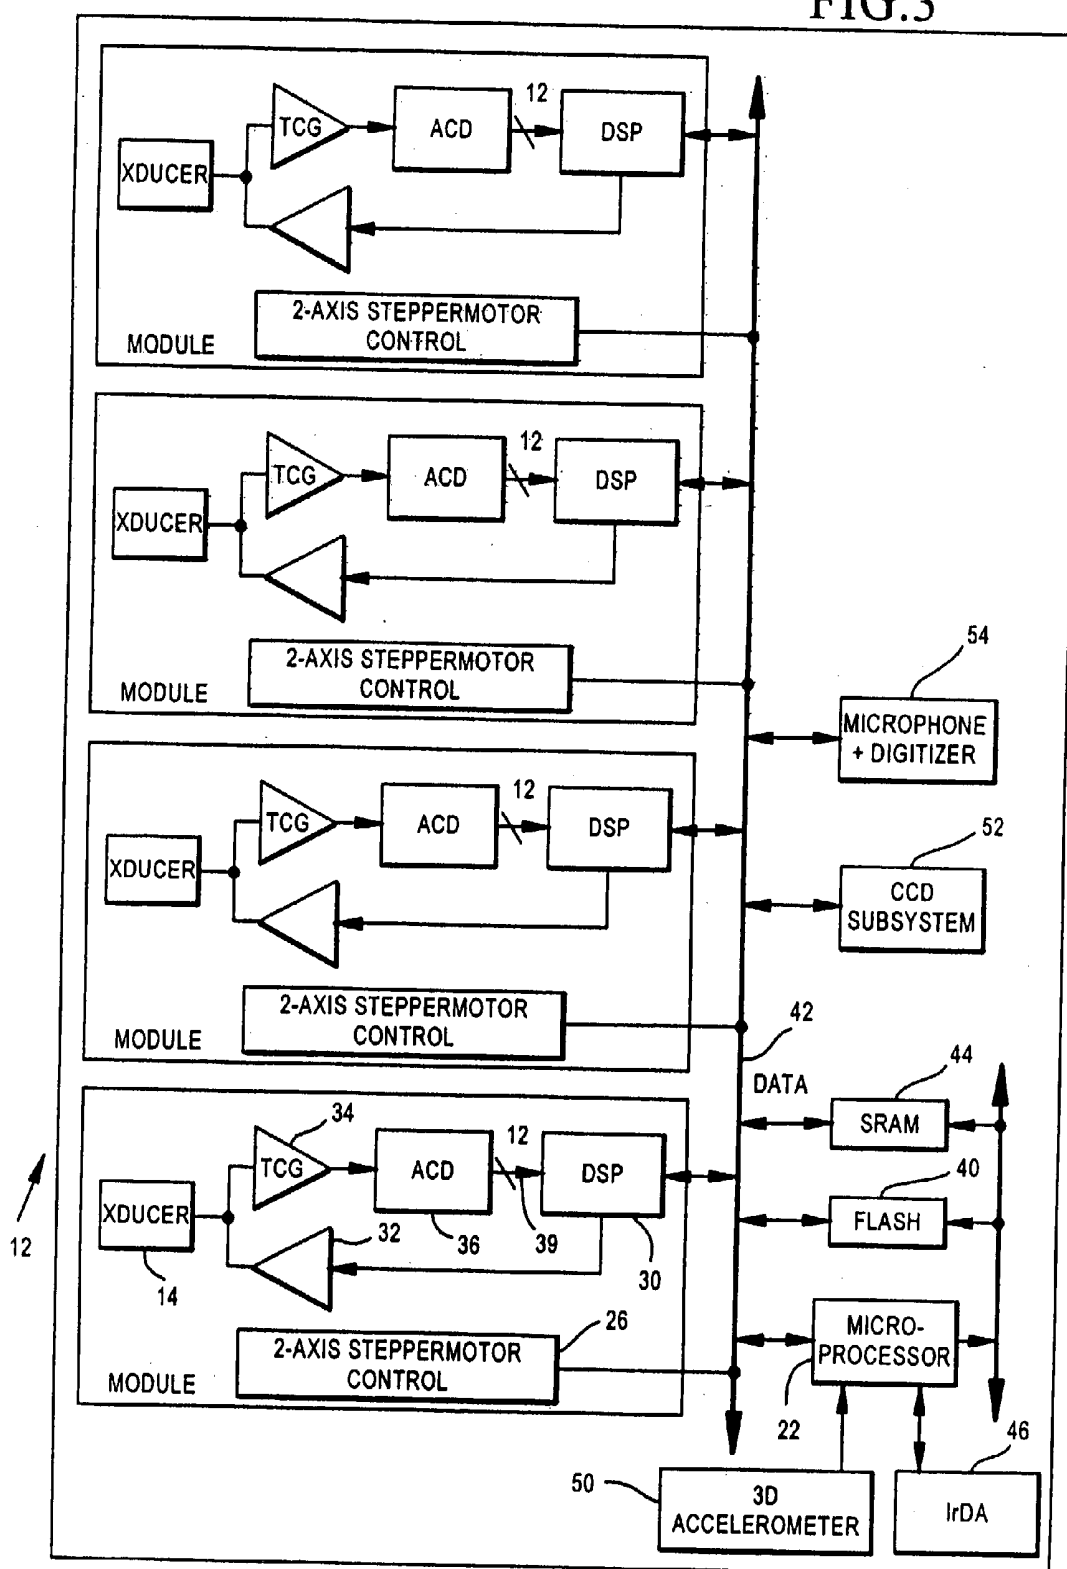 FIG.3
TCG
ACD
12
DSP
XDUCER
2-AXIS STEPPERMOTOR
CONTROL
MODULE
TCG
ACD
12
DSP
XDUCER
2-AXIS STEPPERMOTOR
CONTROL
MODULE
54
MICROPHONE
+ DIGITIZER
TCG
ACD
12
DSP
XDUCER
52
CCD
SUBSYSTEM
2-AXIS STEPPERMOTOR
CONTROL
MODULE
42
DATA
44
SRAM
34
TCG
ACD
12
DSP
40
FLASH
XDUCER
12
14
32
36
39
30
26
2-AXIS STEPPERMOTOR
CONTROL
MODULE
MICRO-
PROCESSOR
22
46
50
3D
ACCELEROMETER
IrDA